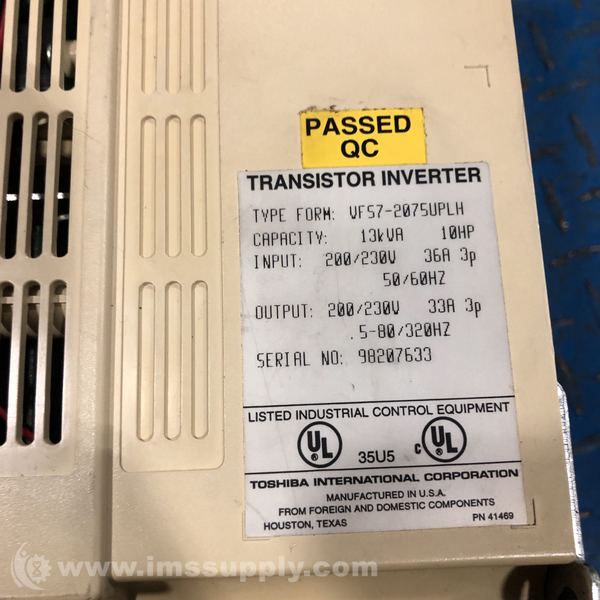 PASSED
QC
TRANSISTOR INVERTER
TYPE FORM: VFS7-2075UPLH
CAPACITY: 13kVA 10HP
INPUT: 200/230V 36A 3p
50/60HZ
OUTPUT: 200/230V 33A 3p
.5-80/320HZ
SERIAL NO: 98207633
LISTED INDUSTRIAL CONTROL EQUIPMENT
UL 35U5 c UL
TOSHIBA INTERNATIONAL CORPORATION
MANUFACTURED IN U.S.A.
FROM FOREIGN AND DOMESTIC COMPONENTS
HOUSTON, TEXAS PN 41469
www.imssupply.com